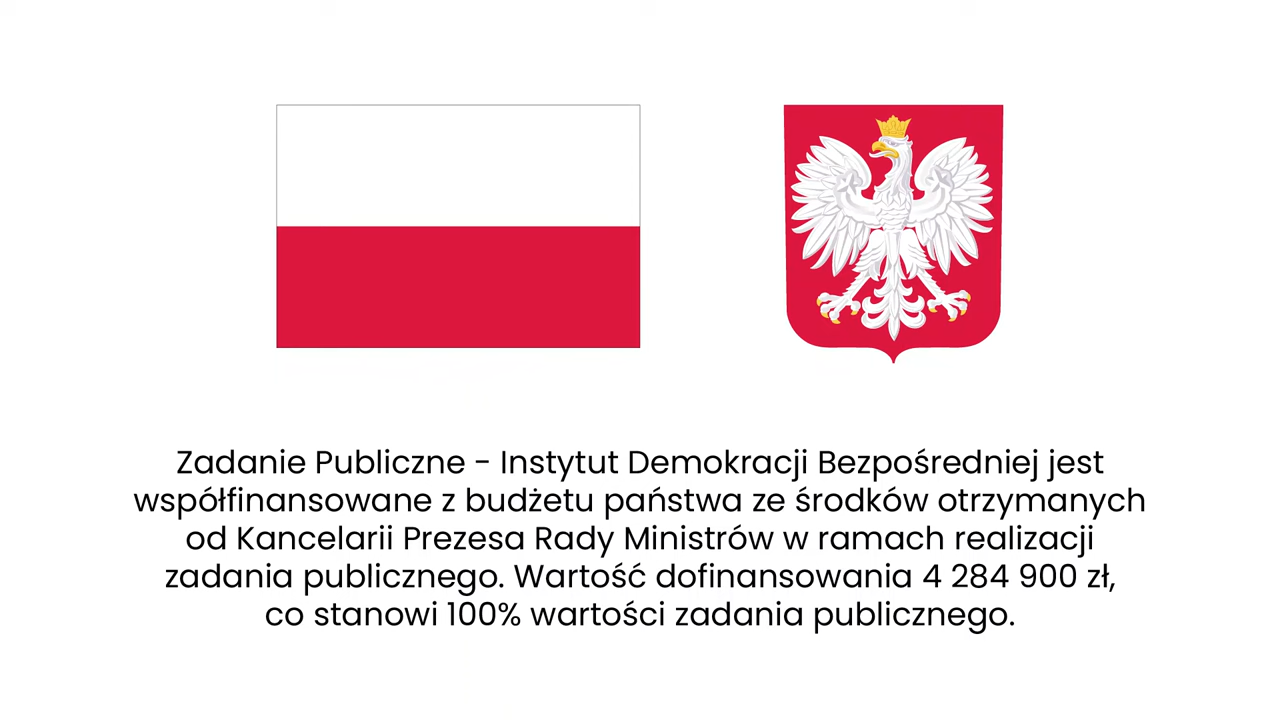 Zadanie Publiczne - Instytut Demokracji Bezpośredniej jest
współfinansowane z budżetu państwa ze środków otrzymanych
od Kancelarii Prezesa Rady Ministrów w ramach realizacji
zadania publicznego. Wartość dofinansowania 4 284 900 zł,
co stanowi 100% wartości zadania publicznego.